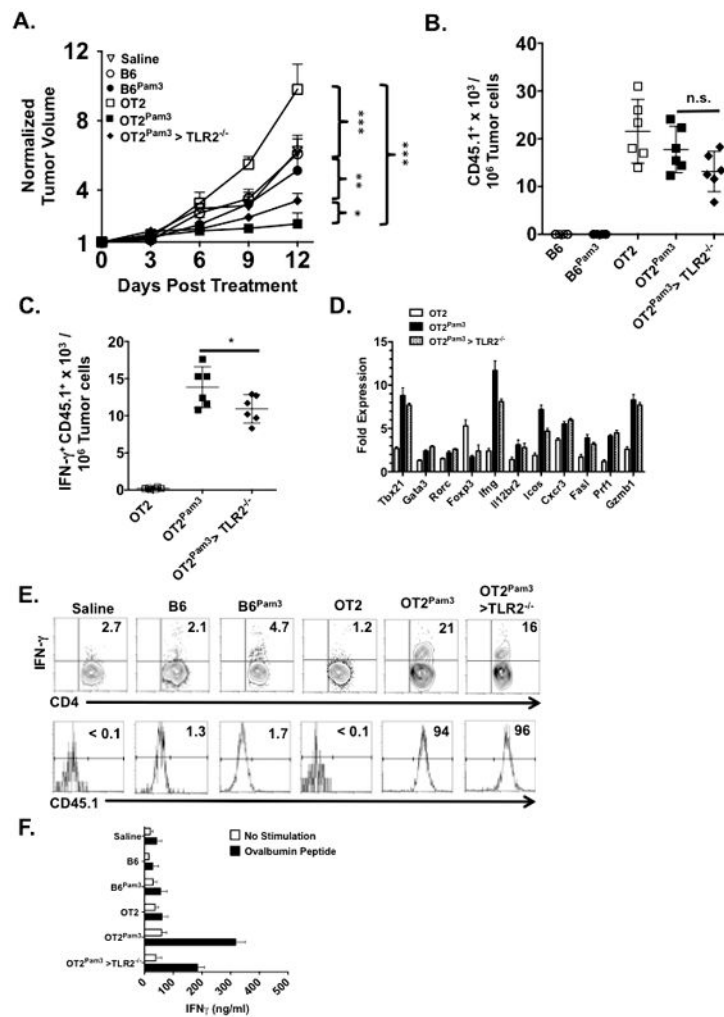 A.
Normalized
Tumor Volume
12
8
4
1
0
3
6
9
12
Days Post Treatment
Saline
B6
B6Pam3
OT2
OT2Pam3
OT2Pam3 > TLR2-/-
***
**
*
***
B.
CD45.1+ x 103 /
106 Tumor cells
40
30
20
10
0
n.s.
B6
B6Pam3
OT2
OT2Pam3
OT2Pam3> TLR2-/-
C.
IFN-γ+ CD45.1+ x 103 /
106 Tumor cells
20
15
10
5
0
*
OT2
OT2Pam3
OT2Pam3> TLR2-/-
D.
OT2
OT2Pam3
OT2Pam3 > TLR2-/-
Fold Expression
15
10
5
0
Tbx21
Gata3
Rorc
Foxp3
Ifng
Il12br2
Icos
Cxcr3
Fasl
Prf1
Gzmb1
E.
Saline
B6
B6Pam3
OT2
OT2Pam3
OT2Pam3
>TLR2-/-
IFN-γ
2.7
2.1
4.7
1.2
21
16
CD4
< 0.1
1.3
1.7
< 0.1
94
96
CD45.1
F.
No Stimulation
Ovalbumin Peptide
Saline
B6
B6Pam3
OT2
OT2Pam3
OT2Pam3 >TLR2-/-
0
100
200
300
400
500
IFNγ (ng/ml)